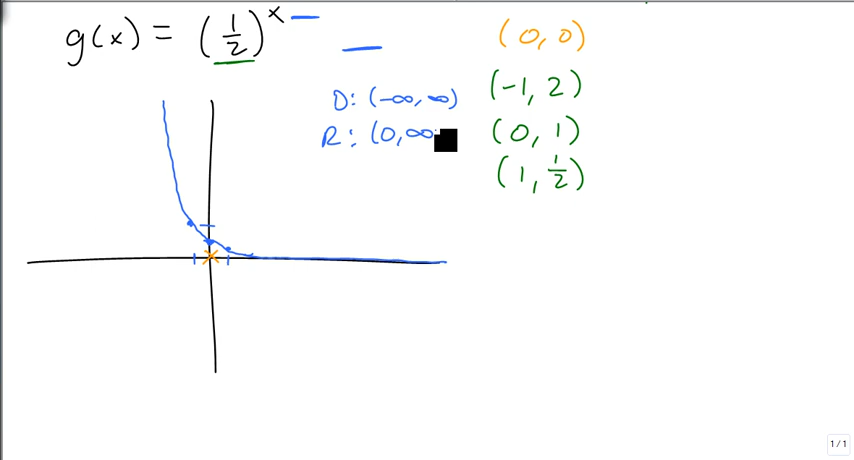 g(x) = (1/2)^x
(0, 0)
D: (-∞, ∞)
(-1, 2)
R: (0, ∞
(0, 1)
(1, 1/2)
1 / 1